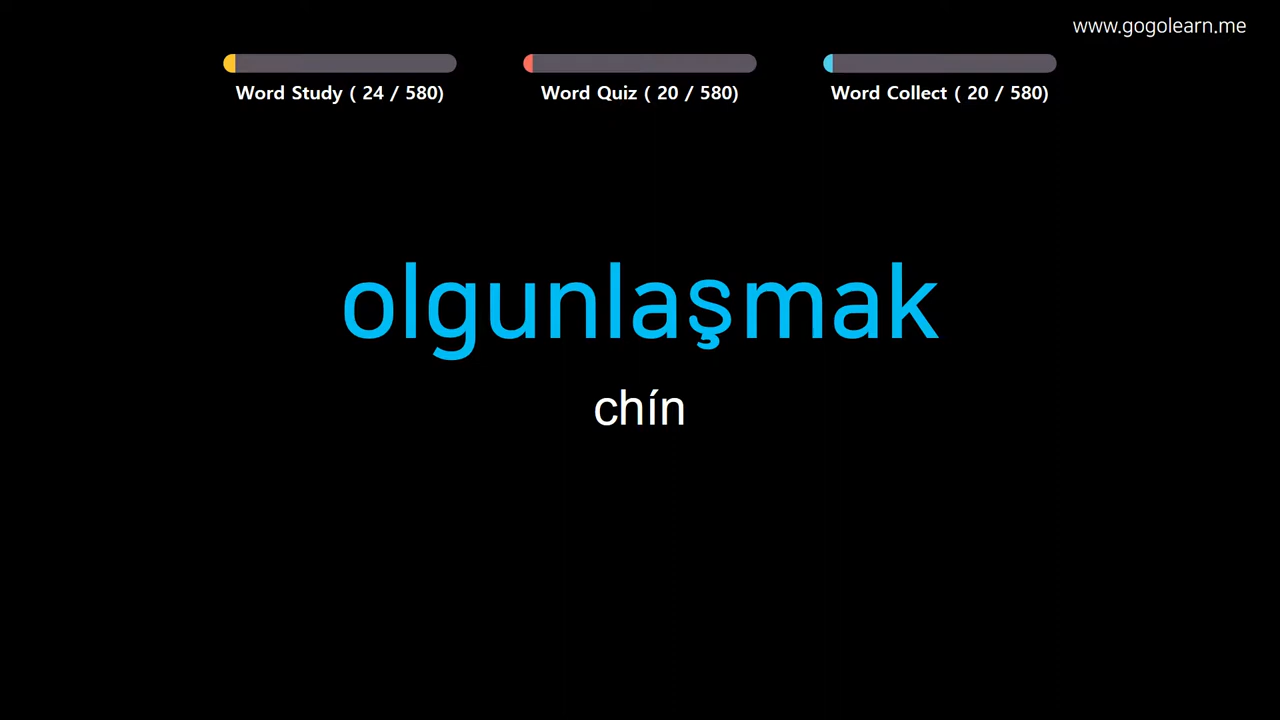 www.gogolearn.me
Word Study ( 24 / 580)
Word Quiz ( 20 / 580)
Word Collect ( 20 / 580)
olgunlaşmak
chín